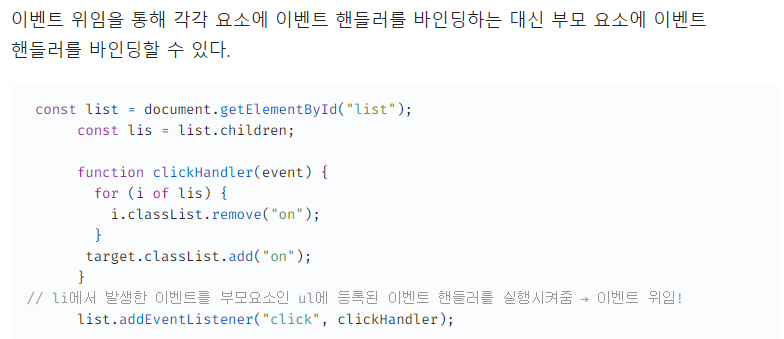 이벤트 위임을 통해 각각 요소에 이벤트 핸들러를 바인딩하는 대신 부모 요소에 이벤트
핸들러를 바인딩할 수 있다.
const list = document.getElementById("list");
const lis = list.children;
function clickHandler(event) {
for (i of lis) {
i.classList.remove("on");
}
target.classList.add("on");
}
// li에서 발생한 이벤트를 부모요소인 ul에 등록된 이벤트 핸들러를 실행시켜줌 → 이벤트 위임!
list.addEventListener("click", clickHandler);